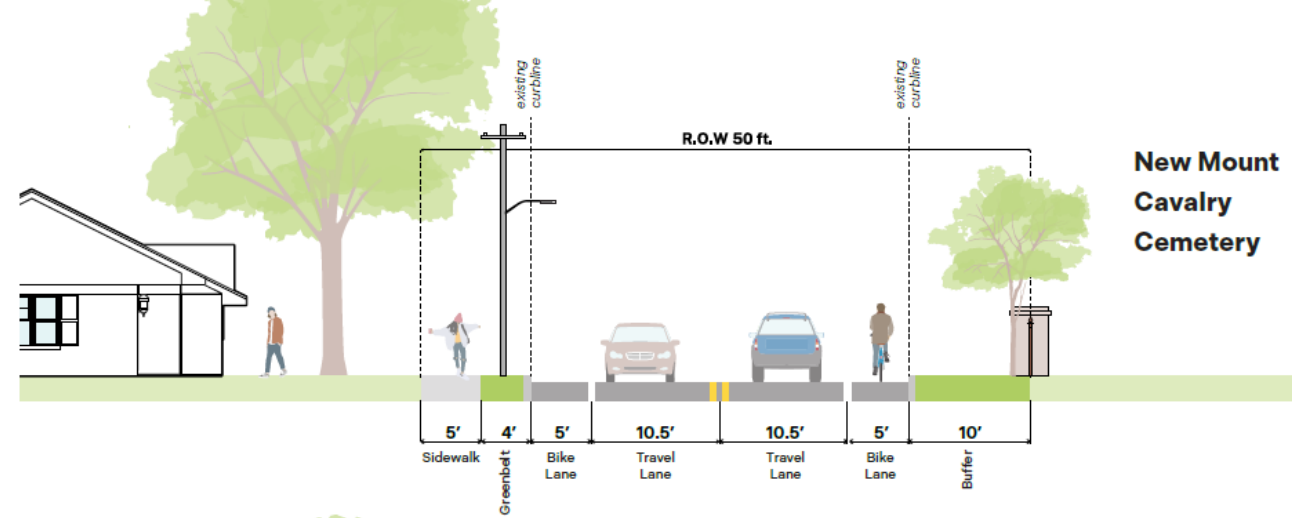 existing
curbline
existing
curbline
R.O.W 50 ft.
New Mount
Cavalry
Cemetery
5’
4’
5’
10.5’
10.5’
5’
10’
Sidewalk
Greenbelt
Bike
Lane
Travel
Lane
Travel
Lane
Bike
Lane
Buffer